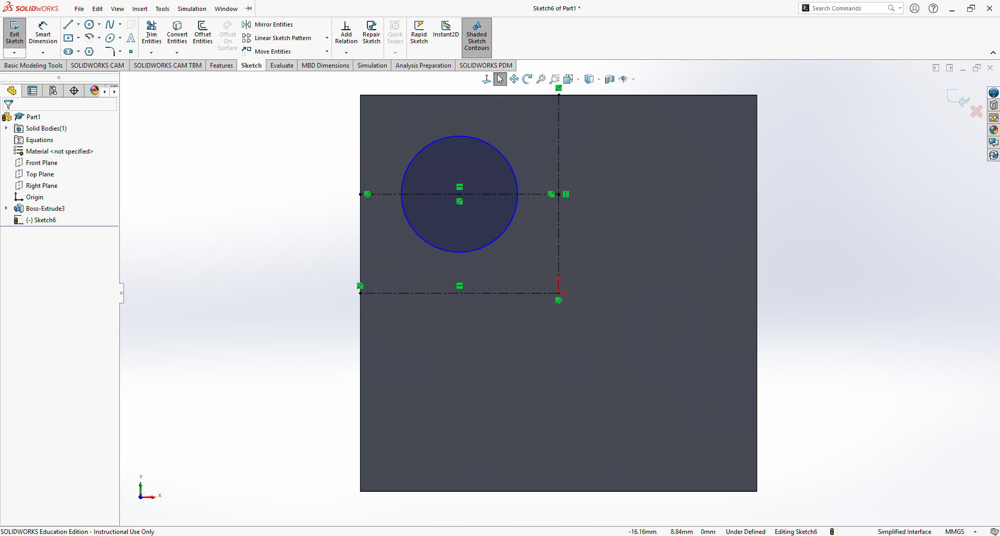 SOLIDWORKS File Edit View Insert Tools Simulation Window
Sketch6 of Part1 *
Search Commands
Exit Sketch
Smart Dimension
Trim Entities
Convert Entities
Offset Entities
Offset On Surface
Mirror Entities
Linear Sketch Pattern
Move Entities
Add Relation
Repair Sketch
Quick Snaps
Rapid Sketch
Instant2D
Shaded Sketch Contours
Basic Modeling Tools SOLIDWORKS CAM SOLIDWORKS CAM TBM Features Sketch Evaluate MBD Dimensions Simulation Analysis Preparation SOLIDWORKS PDM
Part1
Solid Bodies(1)
Equations
Material <not specified>
Front Plane
Top Plane
Right Plane
Origin
Boss-Extrude3
(-) Sketch6
Y
X
SOLIDWORKS Education Edition - Instructional Use Only
-16.16mm 8.84mm 0mm Under Defined Editing Sketch6 Simplified Interface MMGS